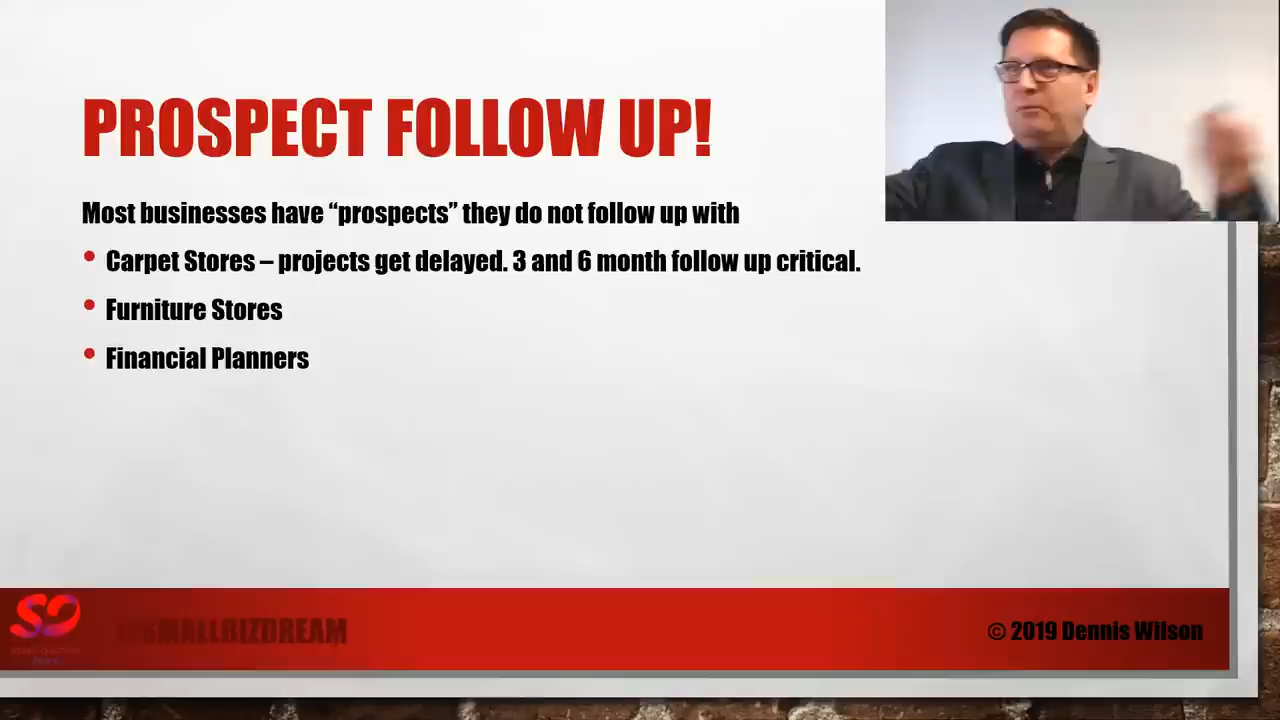 PROSPECT FOLLOW UP!
Most businesses have “prospects” they do not follow up with
• Carpet Stores – projects get delayed. 3 and 6 month follow up critical.
• Furniture Stores
• Financial Planners
SMALLBIZDREAM
© 2019 Dennis Wilson